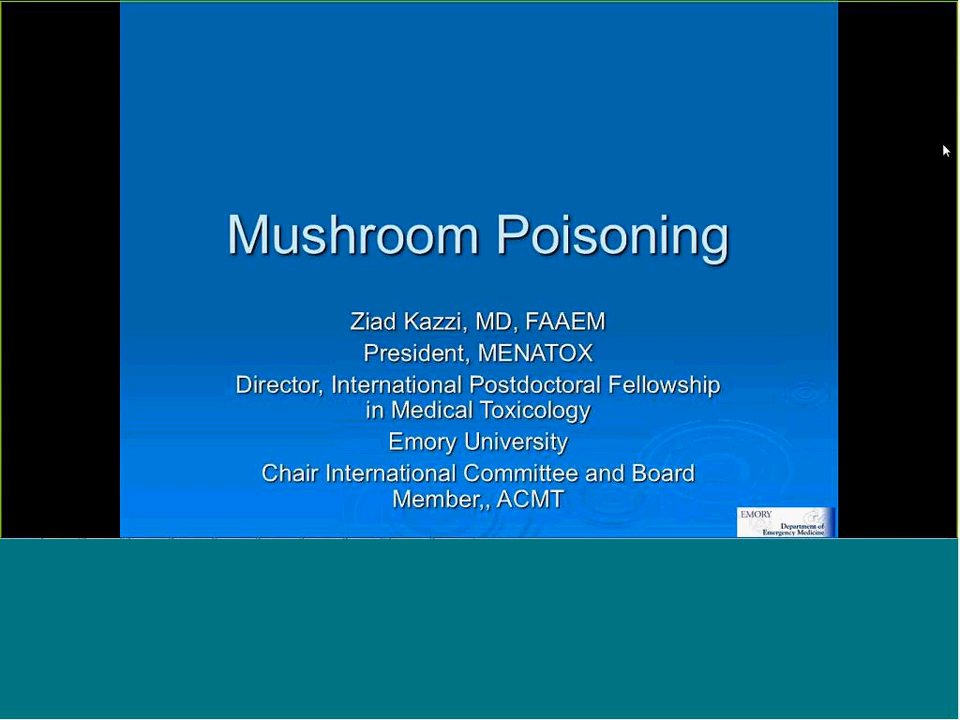 Mushroom Poisoning
Ziad Kazzi, MD, FAAEM
President, MENATOX
Director, International Postdoctoral Fellowship
in Medical Toxicology
Emory University
Chair International Committee and Board
Member,, ACMT
EMORY
Department of
Emergency Medicine